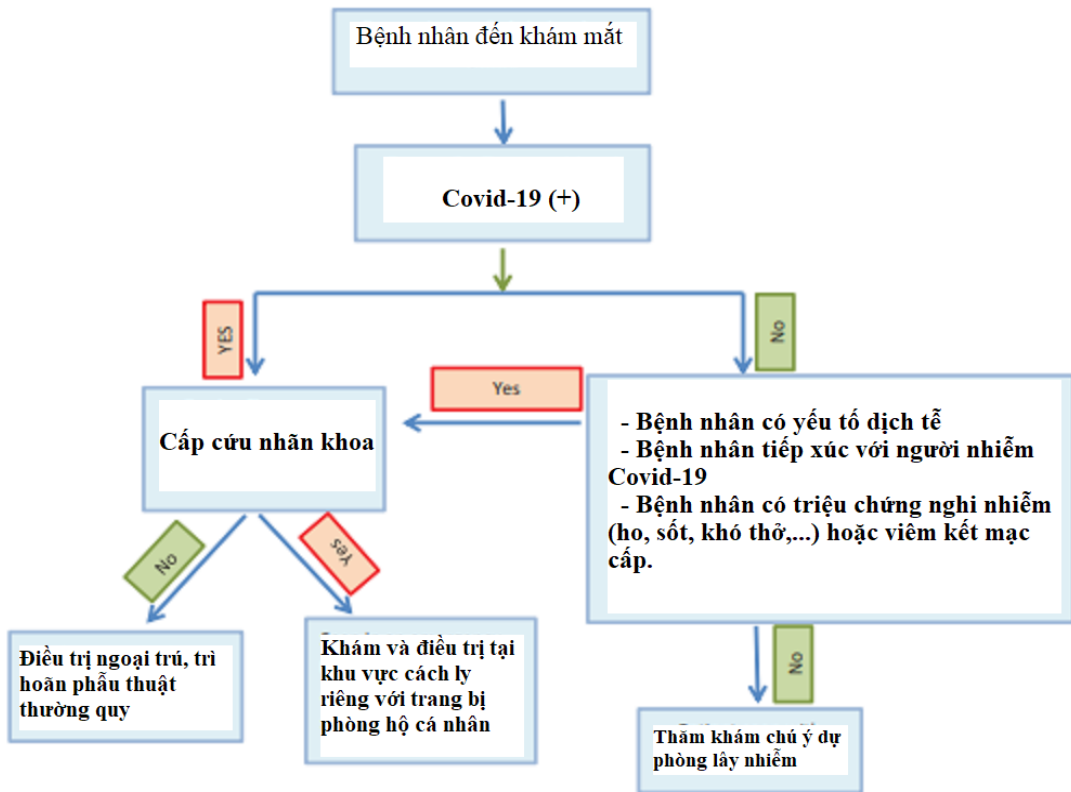 Bệnh nhân đến khám mắt
Covid-19 (+)
YES
No
Yes
Cấp cứu nhãn khoa
- Bệnh nhân có yếu tố dịch tễ
- Bệnh nhân tiếp xúc với người nhiễm
Covid-19
- Bệnh nhân có triệu chứng nghi nhiễm
(ho, sốt, khó thở,...) hoặc viêm kết mạc
cấp.
No
Yes
Điều trị ngoại trú, trì
hoãn phẫu thuật
thường quy
Khám và điều trị tại
khu vực cách ly
riêng với trang bị
phòng hộ cá nhân
No
Thăm khám chú ý dự
phòng lây nhiễm